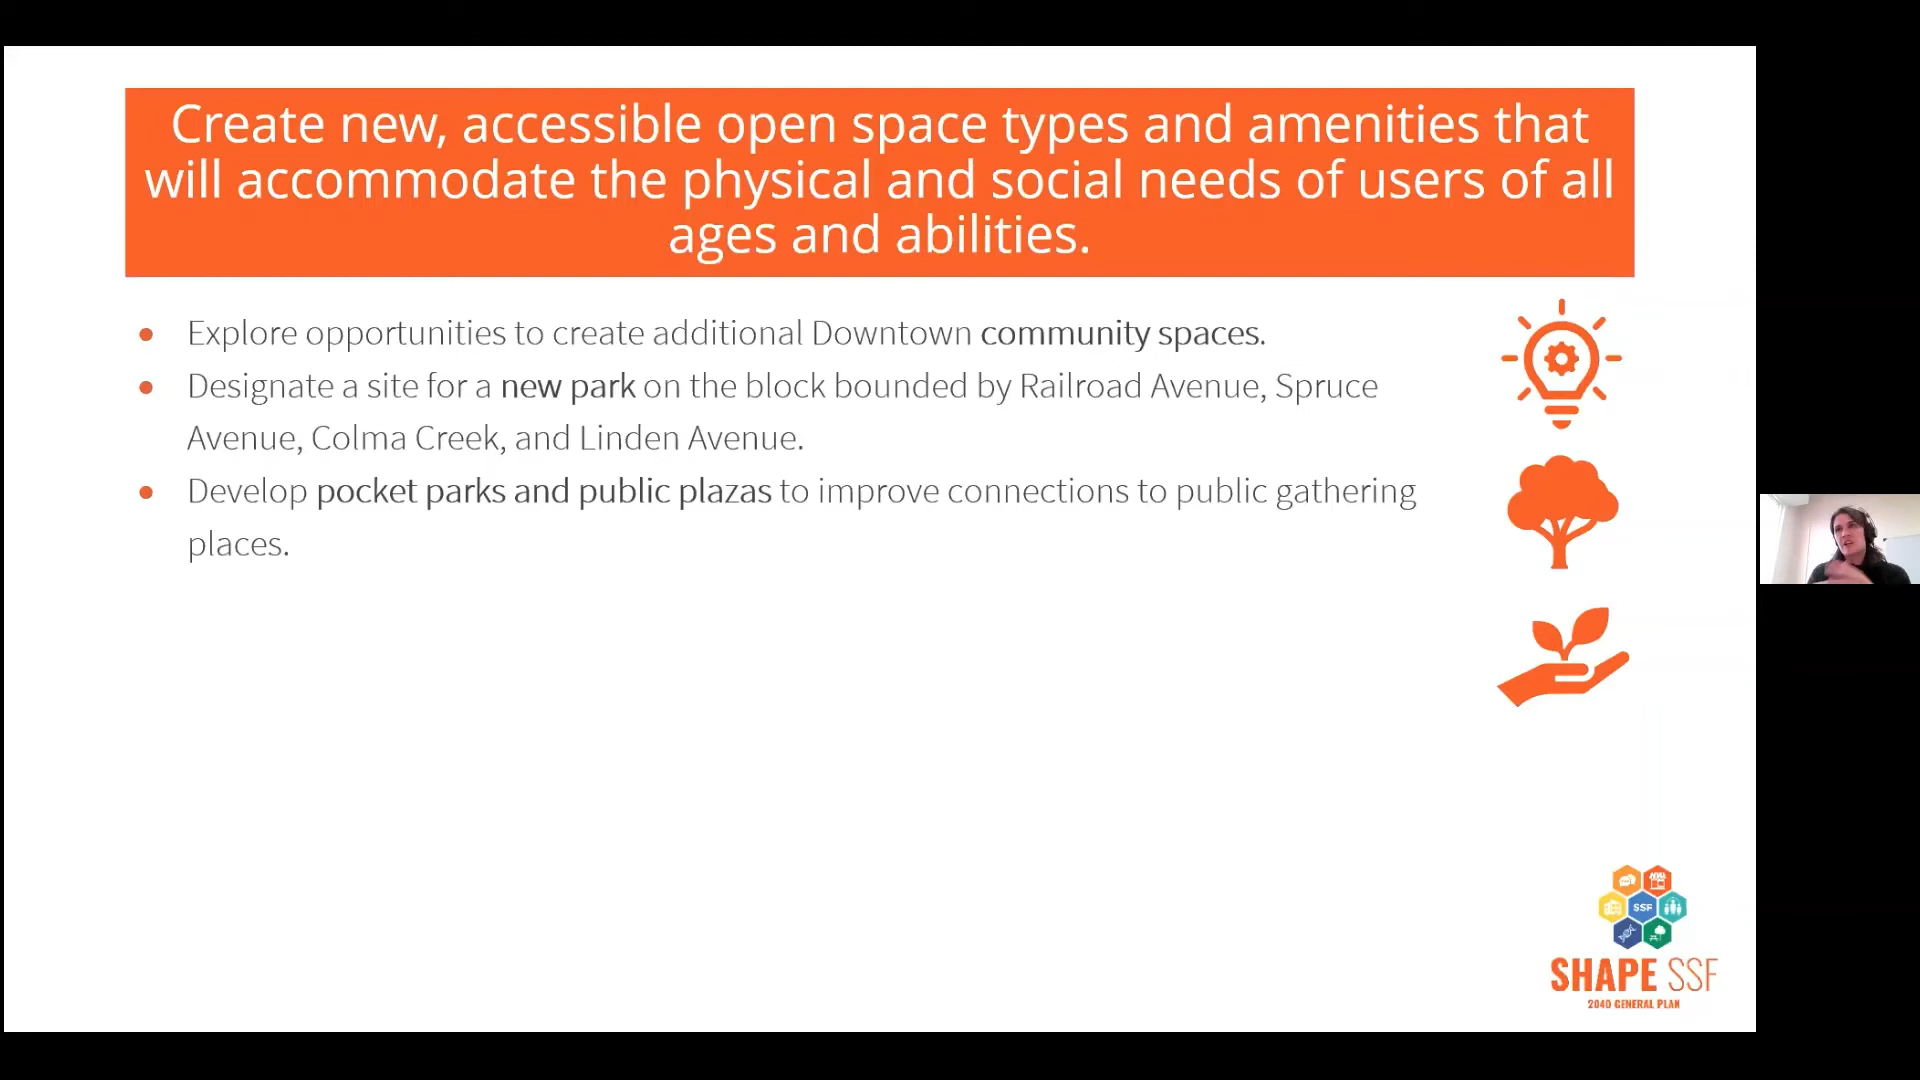 Create new, accessible open space types and amenities that
will accommodate the physical and social needs of users of all
ages and abilities.
• Explore opportunities to create additional Downtown community spaces.
• Designate a site for a new park on the block bounded by Railroad Avenue, Spruce
Avenue, Colma Creek, and Linden Avenue.
• Develop pocket parks and public plazas to improve connections to public gathering
places.
SSF
SHAPE SSF
2040 GENERAL PLAN